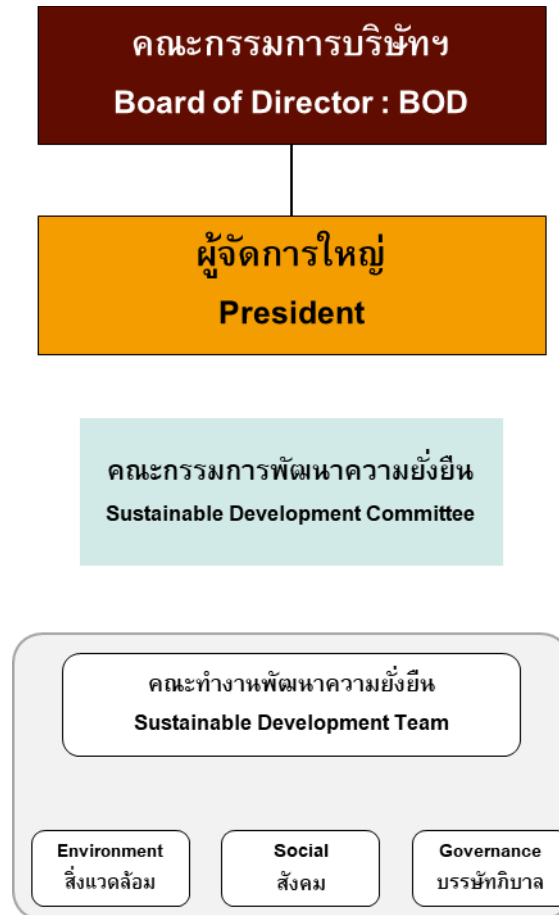 คณะกรรมการบริษัทฯ
Board of Director : BOD
ผู้จัดการใหญ่
President
คณะกรรมการพัฒนาความยั่งยืน
Sustainable Development Committee
คณะทำงานพัฒนาความยั่งยืน
Sustainable Development Team
Environment
สิ่งแวดล้อม
Social
สังคม
Governance
บรรษัทภิบาล